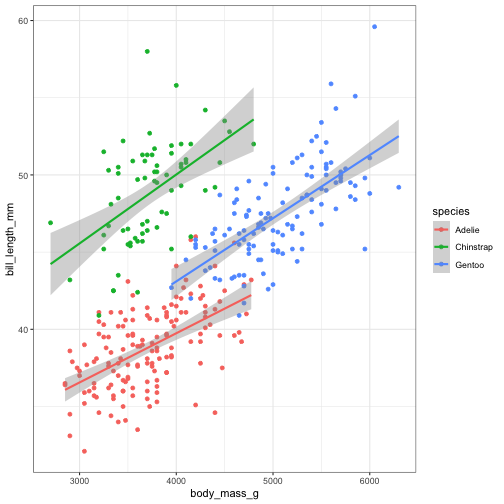 60
50
40
bill_length_mm
3000 4000 5000 6000
body_mass_g
species
Adelie
Chinstrap
Gentoo